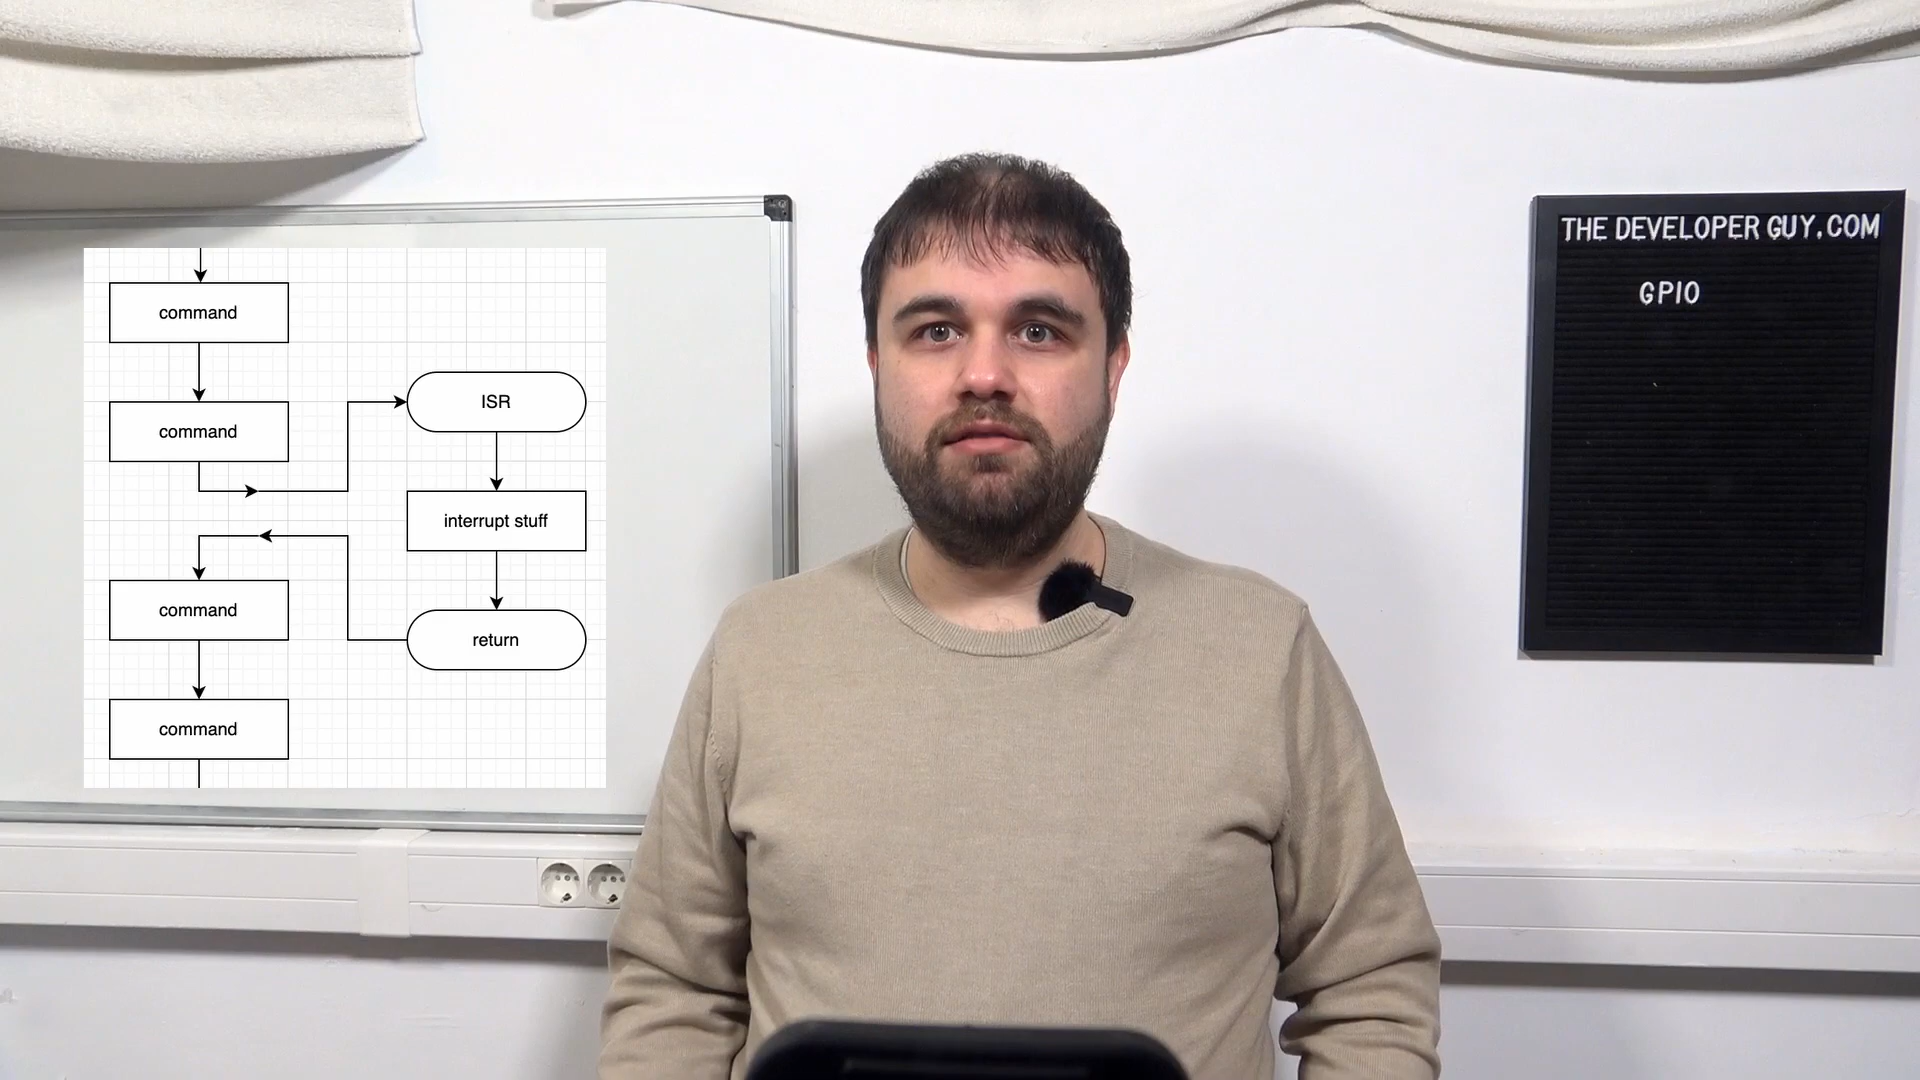 command
command
command
command
ISR
interrupt stuff
return
THE DEVELOPER GUY.COM
GPIO